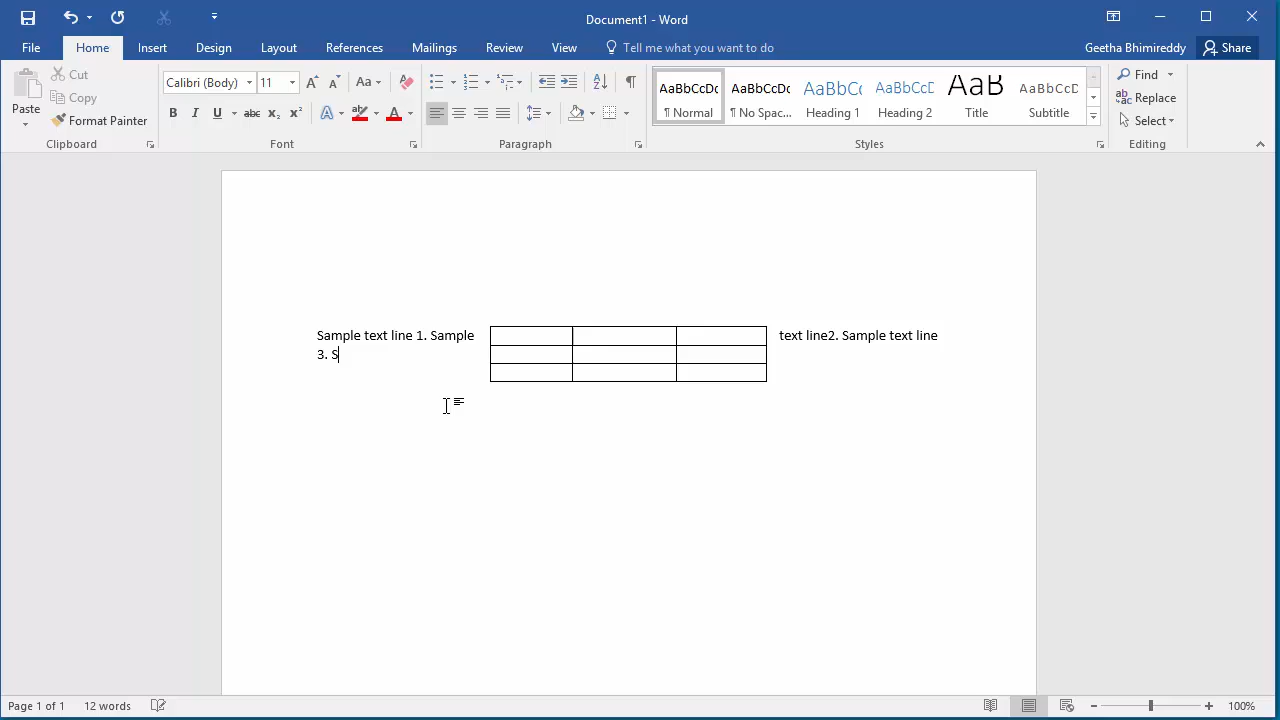 Document1 - Word
File Home Insert Design Layout References Mailings Review View Tell me what you want to do Geetha Bhimireddy Share
Paste
Cut
Copy
Format Painter
Clipboard
Calibri (Body) 11 Aa
B I U abc x₂ x² A ab A
Font
Paragraph
AaBbCcDc AaBbCcDc AaBbCc AaBbCcD AaB AaBbCcD
¶ Normal ¶ No Spac... Heading 1 Heading 2 Title Subtitle
Styles
Find
Replace
Select
Editing
Sample text line 1. Sample text line2. Sample text line
3. S
Page 1 of 1 12 words 100%